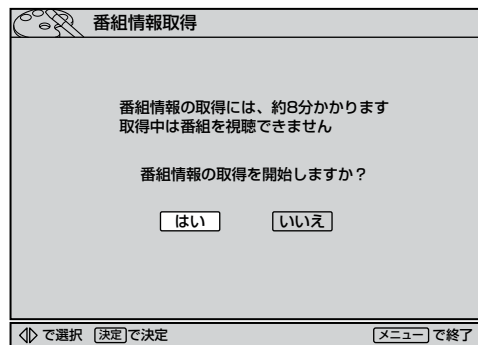 番組情報取得
番組情報の取得には、約8分かかります
取得中は番組を視聴できません
番組情報の取得を開始しますか？
はい いいえ
で選択 決定で決定 メニューで終了